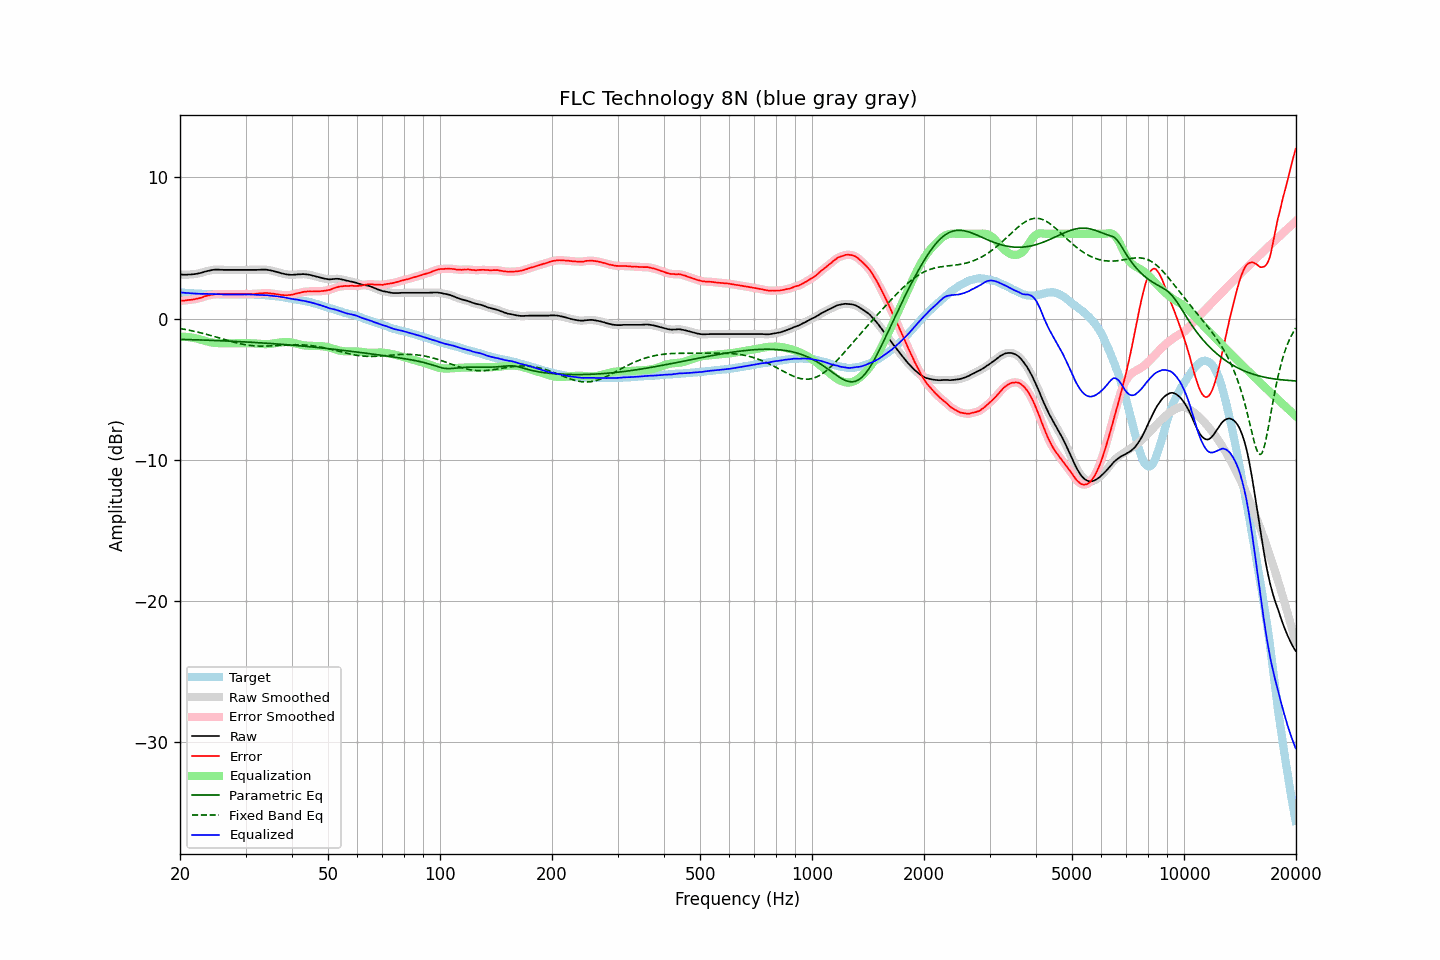 FLC Technology 8N (blue gray gray)
Amplitude (dBr)
10
0
−10
−20
−30
Target
Raw Smoothed
Error Smoothed
Raw
Error
Equalization
Parametric Eq
Fixed Band Eq
Equalized
20
50
100
200
500
1000
2000
5000
10000
20000
Frequency (Hz)